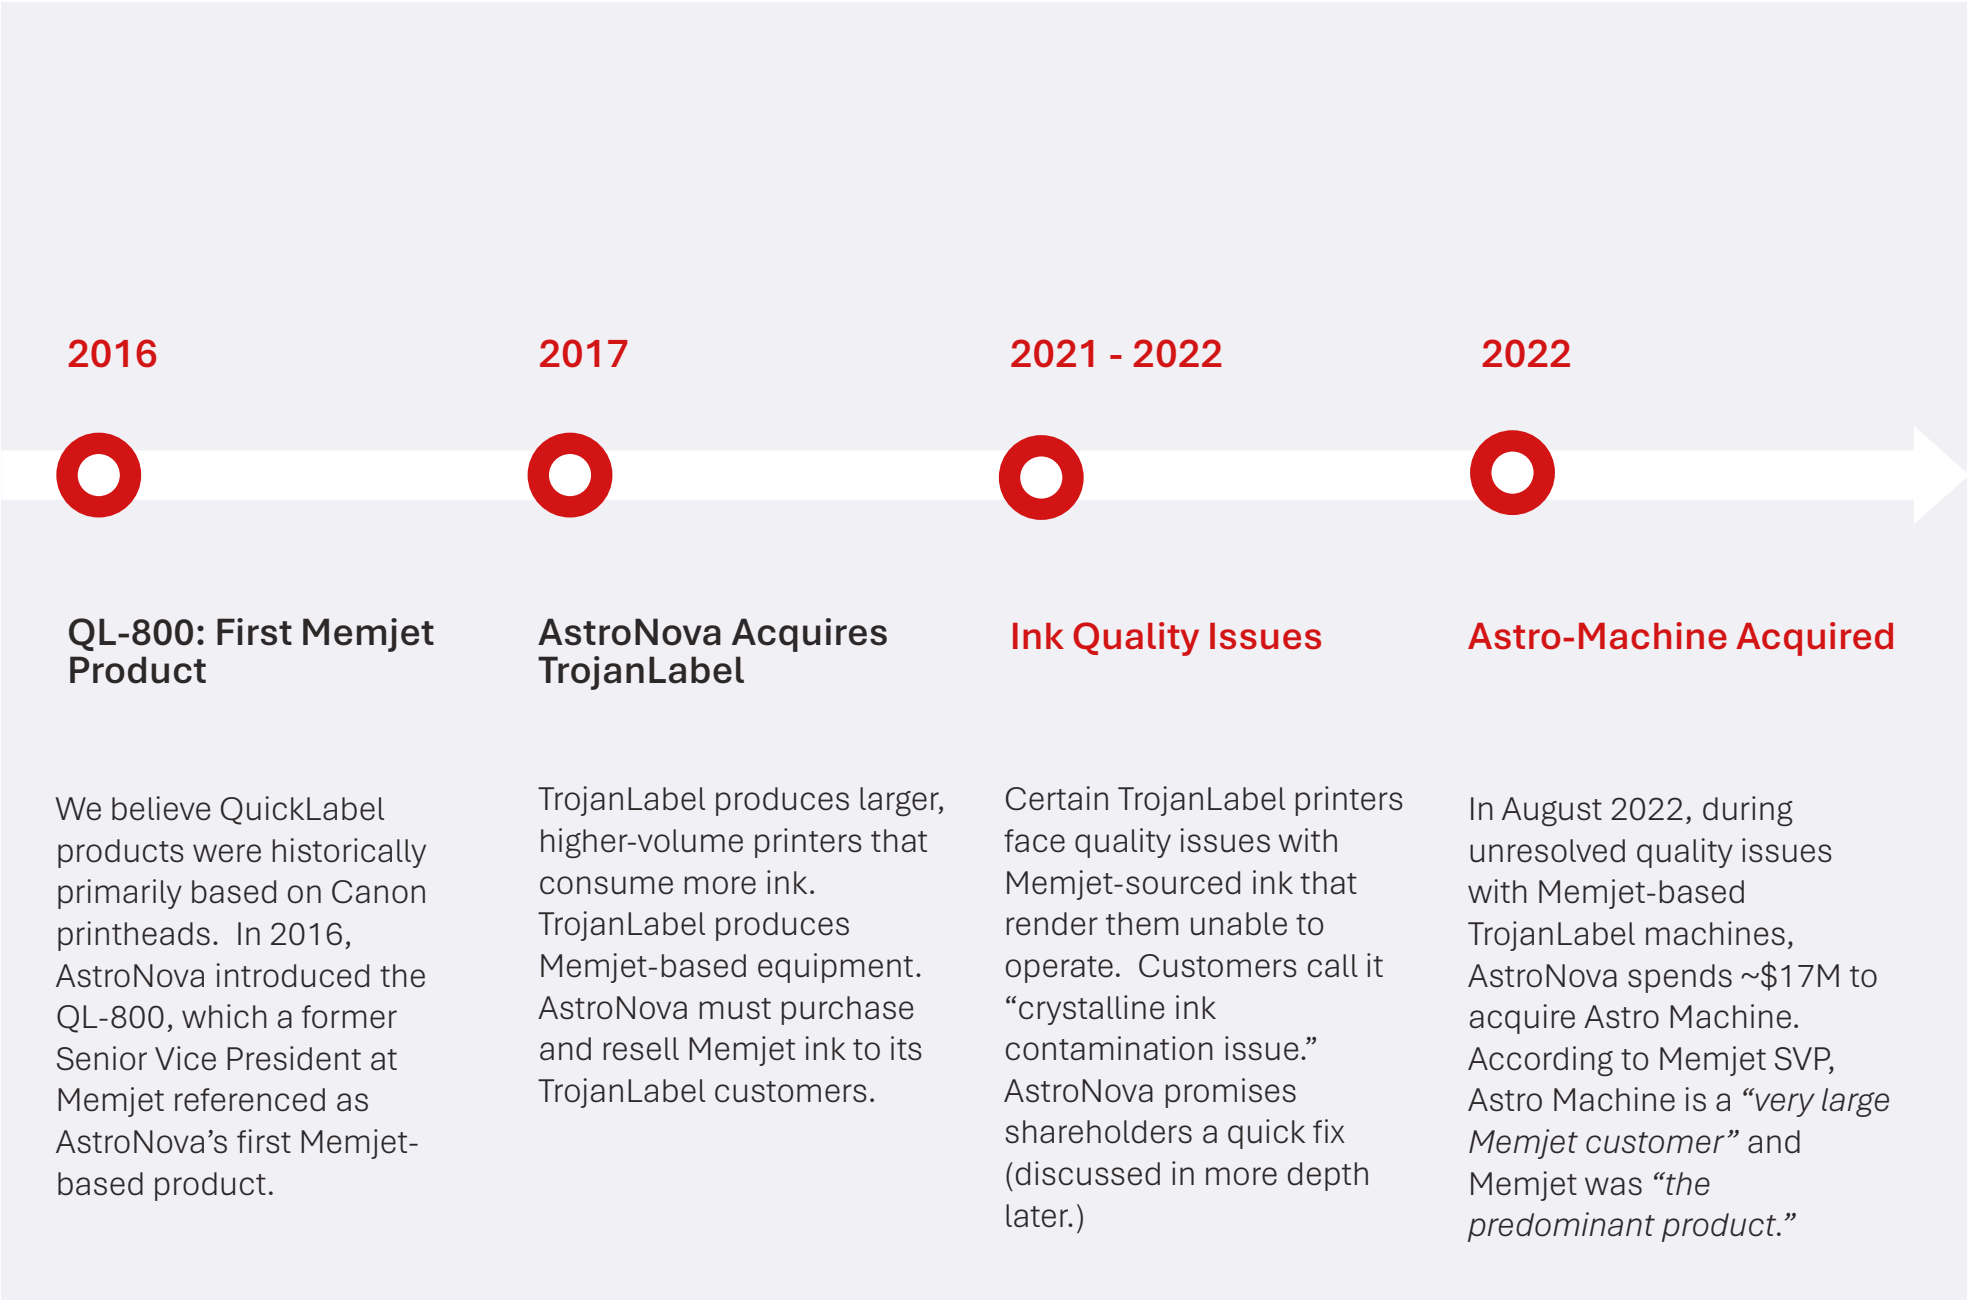 2016
2017
2021 - 2022
2022
QL-800: First Memjet
Product
We believe QuickLabel
products were historically
primarily based on Canon
printheads.  In 2016,
AstroNova introduced the
QL-800, which a former
Senior Vice President at
Memjet referenced as
AstroNova’s first Memjet-
based product.
AstroNova Acquires
TrojanLabel
TrojanLabel produces larger,
higher-volume printers that
consume more ink.
TrojanLabel produces
Memjet-based equipment.
AstroNova must purchase
and resell Memjet ink to its
TrojanLabel customers.
Ink Quality Issues
Certain TrojanLabel printers
face quality issues with
Memjet-sourced ink that
render them unable to
operate.  Customers call it
“crystalline ink
contamination issue.”
AstroNova promises
shareholders a quick fix
(discussed in more depth
later.)
Astro-Machine Acquired
In August 2022, during
unresolved quality issues
with Memjet-based
TrojanLabel machines,
AstroNova spends ~$17M to
acquire Astro Machine.
According to Memjet SVP,
Astro Machine is a “very large
Memjet customer” and
Memjet was “the
predominant product.”